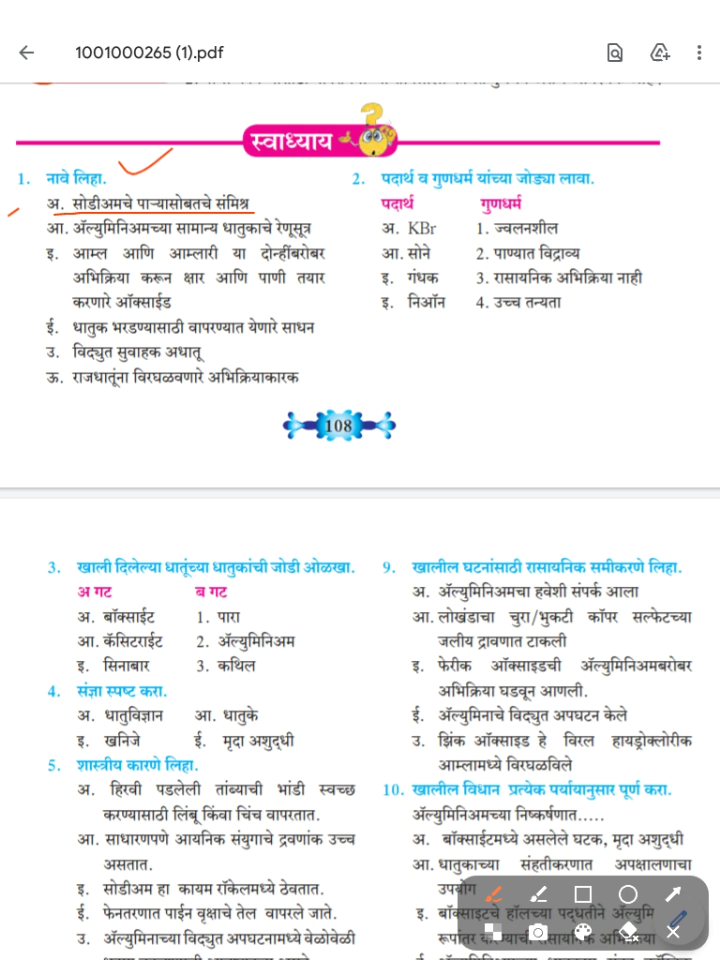 1001000265 (1).pdf
स्वाध्याय
1. नावे लिहा.
अ. सोडीअमचे पाऱ्यासोबतचे संमिश्र
आ. ॲल्युमिनिअमच्या सामान्य धातुकाचे रेणूसूत्र
इ. आम्ल आणि आम्लारी या दोन्हींबरोबर
अभिक्रिया करून क्षार आणि पाणी तयार
करणारे ऑक्साईड
ई. धातुक भरडण्यासाठी वापरण्यात येणारे साधन
उ. विद्युत सुवाहक अधातू
ऊ. राजधातूंना विरघळवणारे अभिक्रियाकारक
2. पदार्थ व गुणधर्म यांच्या जोड्या लावा.
पदार्थ गुणधर्म
अ. KBr 1. ज्वलनशील
आ. सोने 2. पाण्यात विद्राव्य
इ. गंधक 3. रासायनिक अभिक्रिया नाही
इ. निऑन 4. उच्च तन्यता
108
3. खाली दिलेल्या धातूंच्या धातुकांची जोडी ओळखा.
अ गट ब गट
अ. बॉक्साईट 1. पारा
आ. कॅसिटराईट 2. ॲल्युमिनिअम
इ. सिनाबार 3. कथिल
4. संज्ञा स्पष्ट करा.
अ. धातुविज्ञान आ. धातुके
इ. खनिजे ई. मृदा अशुद्धी
5. शास्त्रीय कारणे लिहा.
अ. हिरवी पडलेली तांब्याची भांडी स्वच्छ
करण्यासाठी लिंबू किंवा चिंच वापरतात.
आ. साधारणपणे आयनिक संयुगाचे द्रवणांक उच्च
असतात.
इ. सोडीअम हा कायम रॉकेलमध्ये ठेवतात.
ई. फेनतरणात पाईन वृक्षाचे तेल वापरले जाते.
उ. ॲल्युमिनाच्या विद्युत अपघटनामध्ये वेळोवेळी
9. खालील घटनांसाठी रासायनिक समीकरणे लिहा.
अ. ॲल्युमिनिअमचा हवेशी संपर्क आला
आ. लोखंडाचा चुरा/भुकटी कॉपर सल्फेटच्या
जलीय द्रावणात टाकली
इ. फेरीक ऑक्साइडची ॲल्युमिनिअमबरोबर
अभिक्रिया घडवून आणली.
ई. ॲल्युमिनाचे विद्युत अपघटन केले
उ. झिंक ऑक्साइड हे विरल हायड्रोक्लोरीक
आम्लामध्ये विरघळविले
10. खालील विधान प्रत्येक पर्यायानुसार पूर्ण करा.
ॲल्युमिनिअमच्या निष्कर्षणात.....
अ. बॉक्साईटमध्ये असलेले घटक, मृदा अशुद्धी
आ. धातुकाच्या संहतीकरणात अपक्षालणाचा
उपयोग
इ. बॉक्साइटचे हॉलच्या पद्धतीने
रूपांतर करण्याची रासायनिक अभिक्रिया